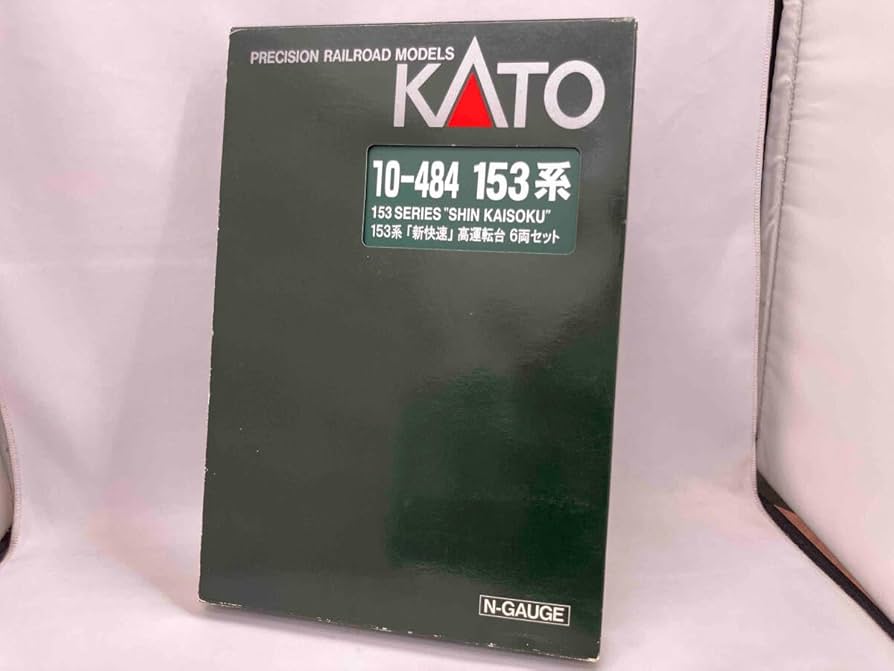 PRECISION RAILROAD MODELS
KATO
10-484 153系
153 SERIES "SHIN KAISOKU"
153系「新快速」高運転台 6両セット
N-GAUGE